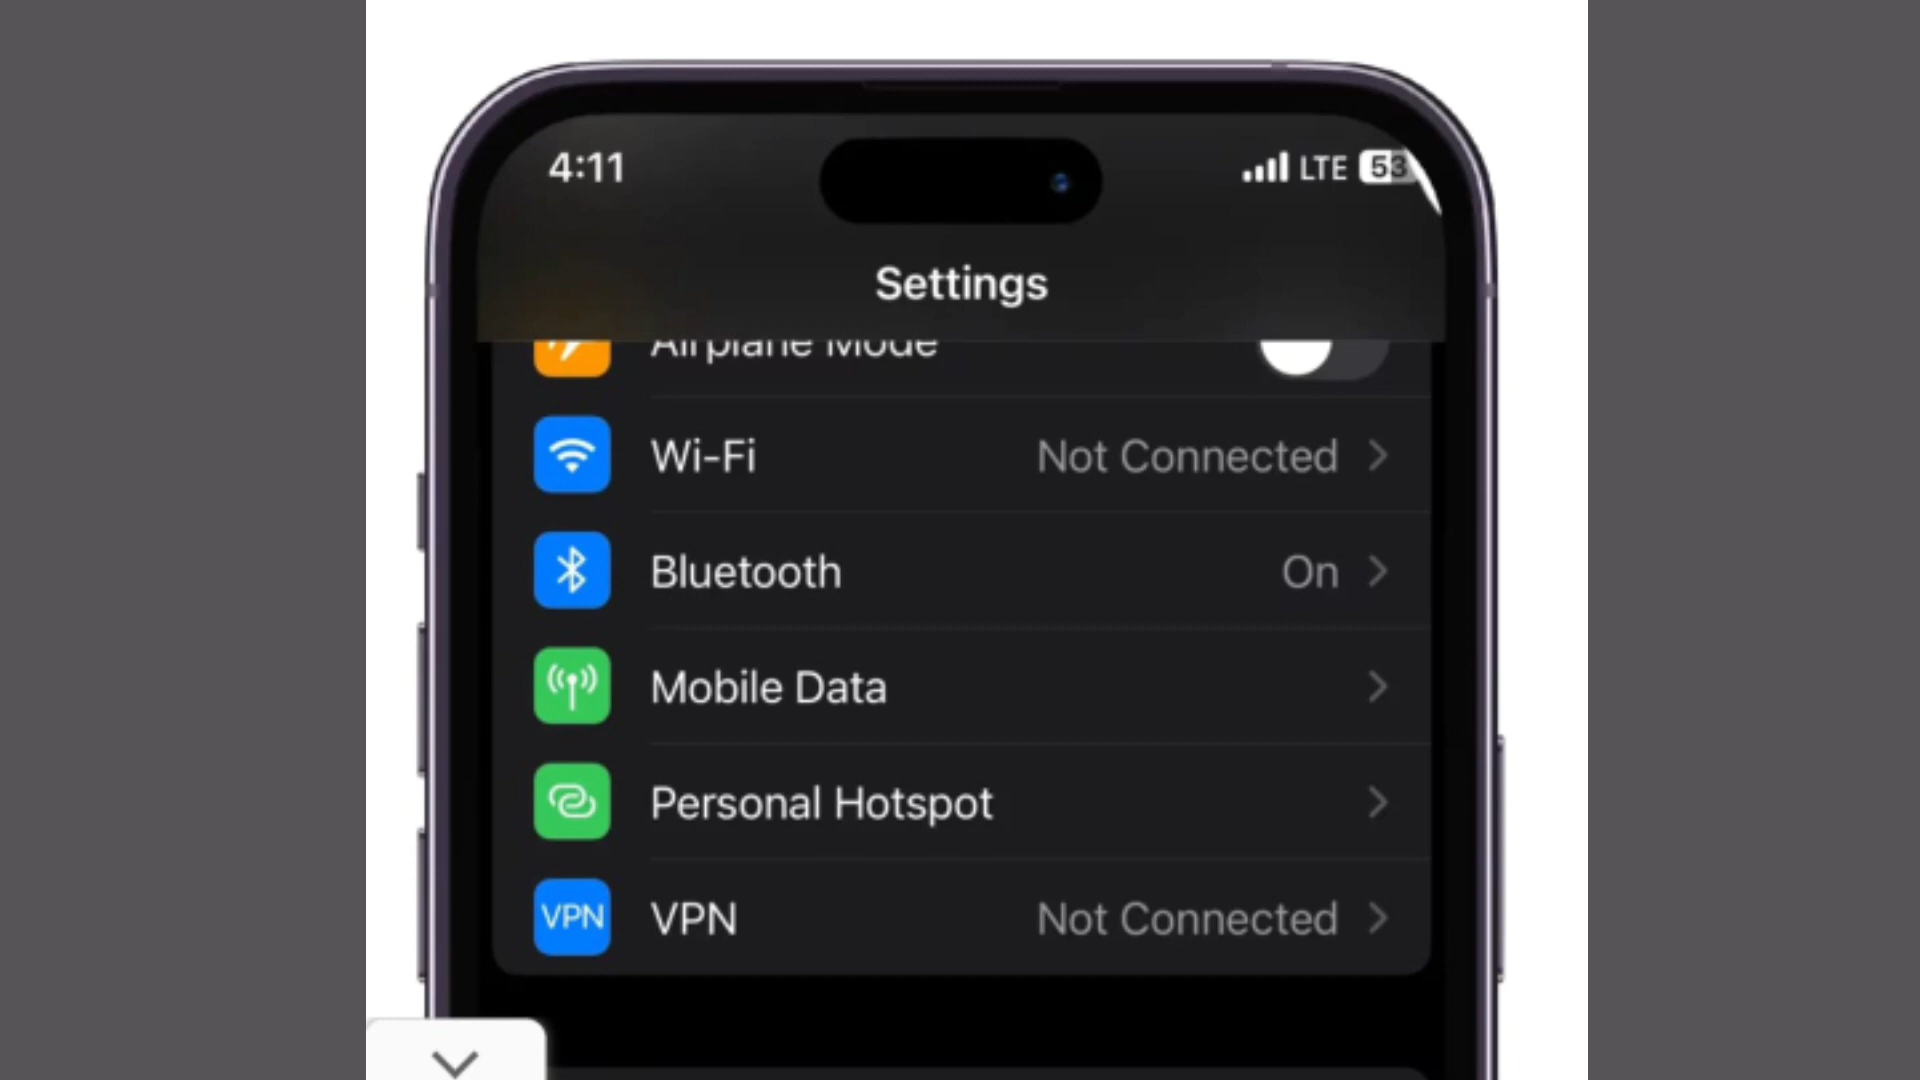 4:11 LTE 53
Settings
Airplane Mode
Wi-Fi Not Connected
Bluetooth On
Mobile Data
Personal Hotspot
VPN VPN Not Connected